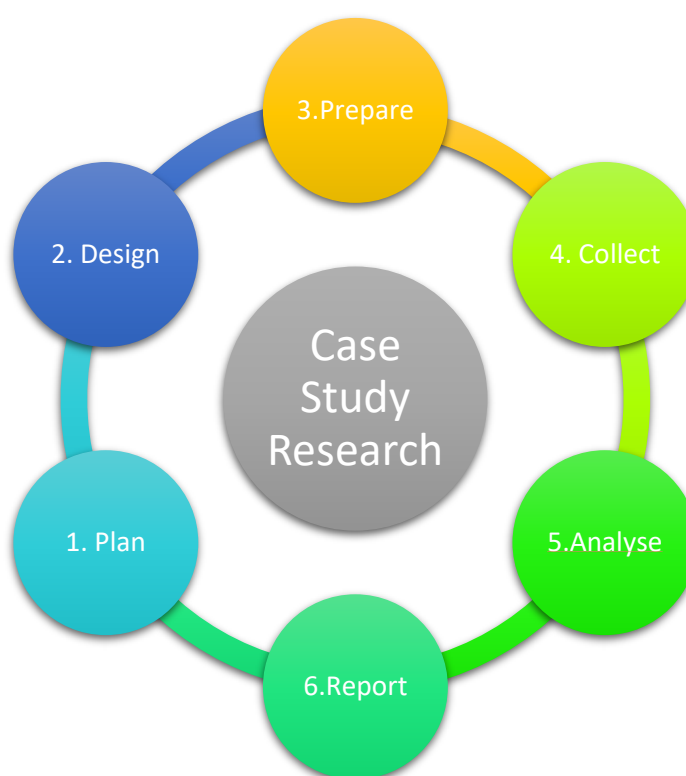 3.Prepare
2. Design
4. Collect
Case
Study
Research
1. Plan
5.Analyse
6.Report